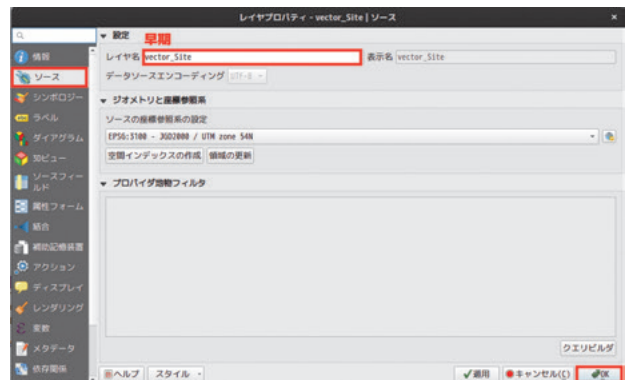 レイヤプロパティ - vector_Site | ソース
×
設定
早期
情報
レイヤ名 vector_Site
表示名 vector_Site
ソース
データソースエンコーディング UTF-8
シンボロジー
ジオメトリと座標参照系
ラベル
ソースの座標参照系の設定
ダイアグラム
EPSG:3100 - JGD2000 / UTM zone 54N
3Dビュー
空間インデックスの作成 領域の更新
ソースフィールド
プロバイダ地物フィルタ
属性フォーム
結合
補助記憶装置
アクション
ディスプレイ
レンダリング
変数
メタデータ
クエリビルダ
依存関係
ヘルプ スタイル
適用 キャンセル(C) OK